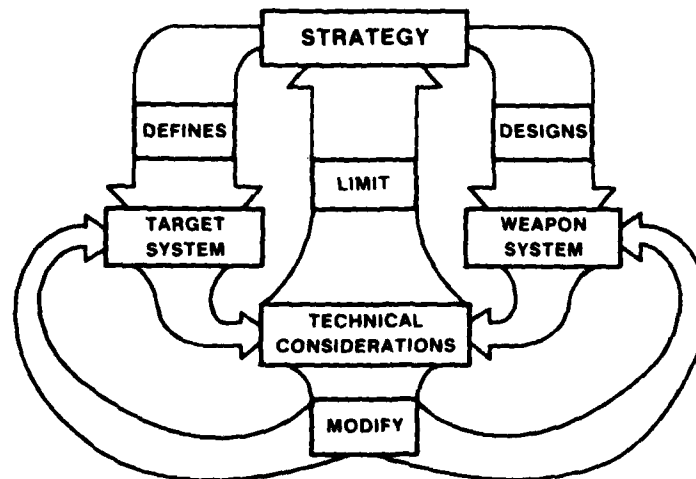 STRATEGY
DEFINES
DESIGNS
LIMIT
TARGET
SYSTEM
WEAPON
SYSTEM
TECHNICAL
CONSIDERATIONS
MODIFY